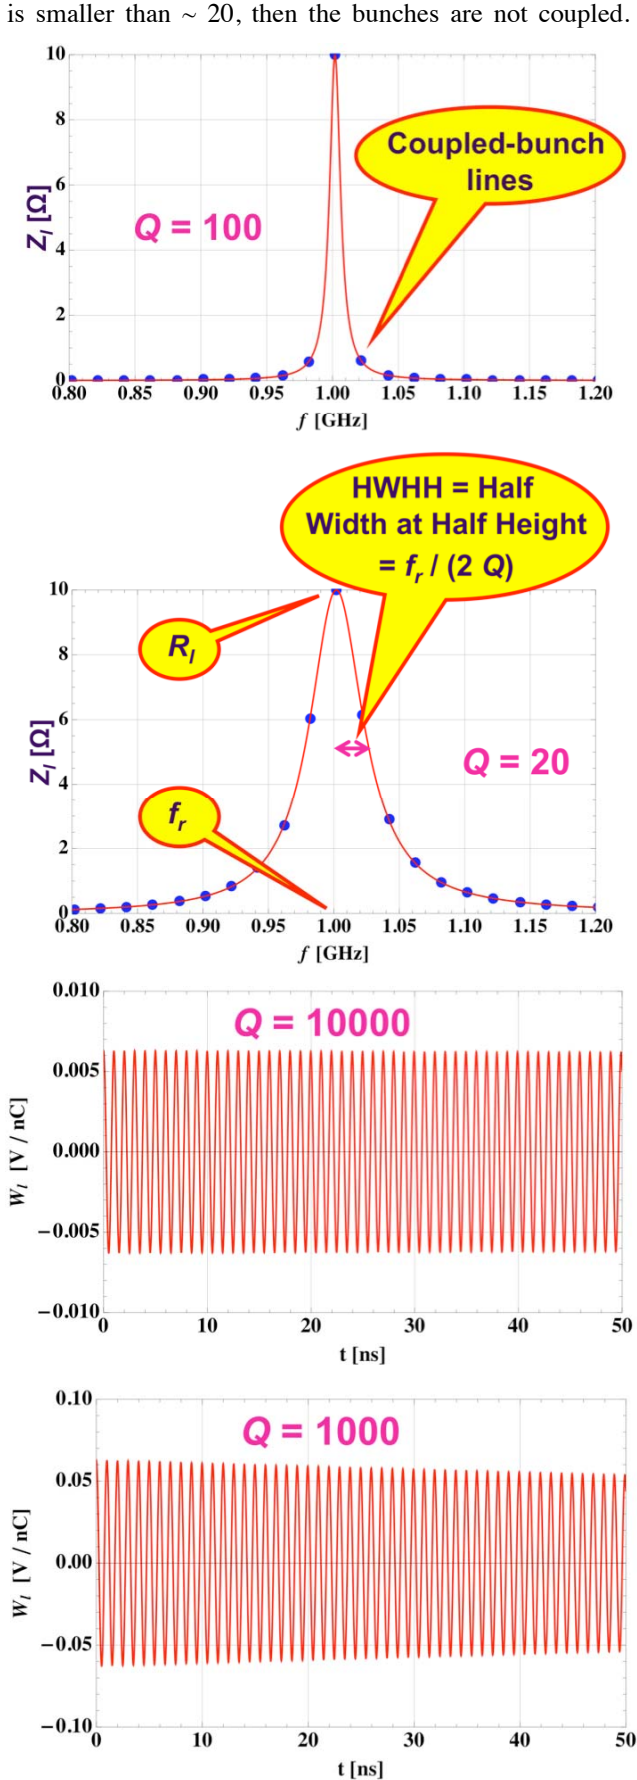 is smaller than ~ 20, then the bunches are not coupled.
10
8
6
4
2
0
Z_l [Ω]
Q = 100
Coupled-bunch
lines
0.80 0.85 0.90 0.95 1.00 1.05 1.10 1.15 1.20
f [GHz]
HWHH = Half
Width at Half Height
= f_r / (2 Q)
10
8
6
4
2
0
Z_l [Ω]
R_l
Q = 20
f_r
0.80 0.85 0.90 0.95 1.00 1.05 1.10 1.15 1.20
f [GHz]
0.010
0.005
0.000
−0.005
−0.010
W_l [V / nC]
Q = 10000
0 10 20 30 40 50
t [ns]
0.10
0.05
0.00
−0.05
−0.10
W_l [V / nC]
Q = 1000
0 10 20 30 40 50
t [ns]